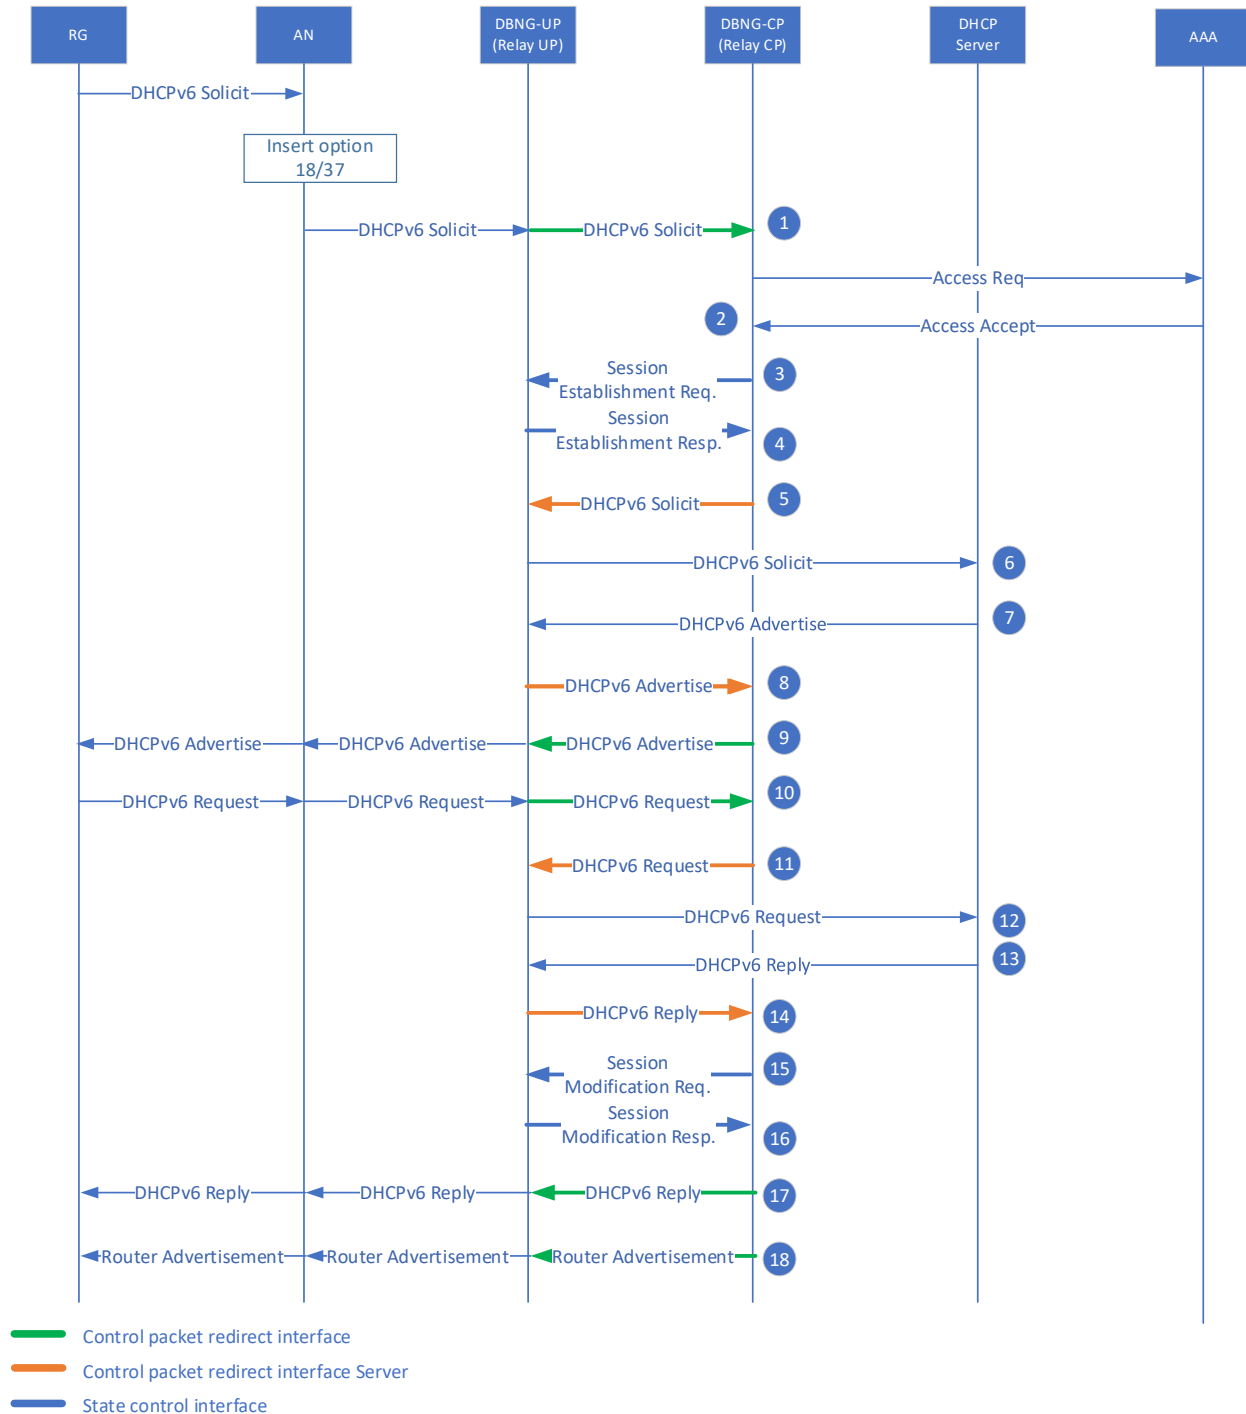 RG
AN
DBNG-UP
(Relay UP)
DBNG-CP
(Relay CP)
DHCP
Server
AAA
DHCPv6 Solicit
Insert option
18/37
DHCPv6 Solicit
DHCPv6 Solicit
1
Access Req
2
Access Accept
Session
Establishment Req.
3
Session
Establishment Resp.
4
DHCPv6 Solicit
5
DHCPv6 Solicit
6
DHCPv6 Advertise
7
DHCPv6 Advertise
8
DHCPv6 Advertise
DHCPv6 Advertise
DHCPv6 Advertise
9
DHCPv6 Request
DHCPv6 Request
DHCPv6 Request
10
DHCPv6 Request
11
DHCPv6 Request
12
DHCPv6 Reply
13
DHCPv6 Reply
14
Session
Modification Req.
15
Session
Modification Resp.
16
DHCPv6 Reply
DHCPv6 Reply
DHCPv6 Reply
17
Router Advertisement
Router Advertisement
Router Advertisement
18
Control packet redirect interface
Control packet redirect interface Server
State control interface